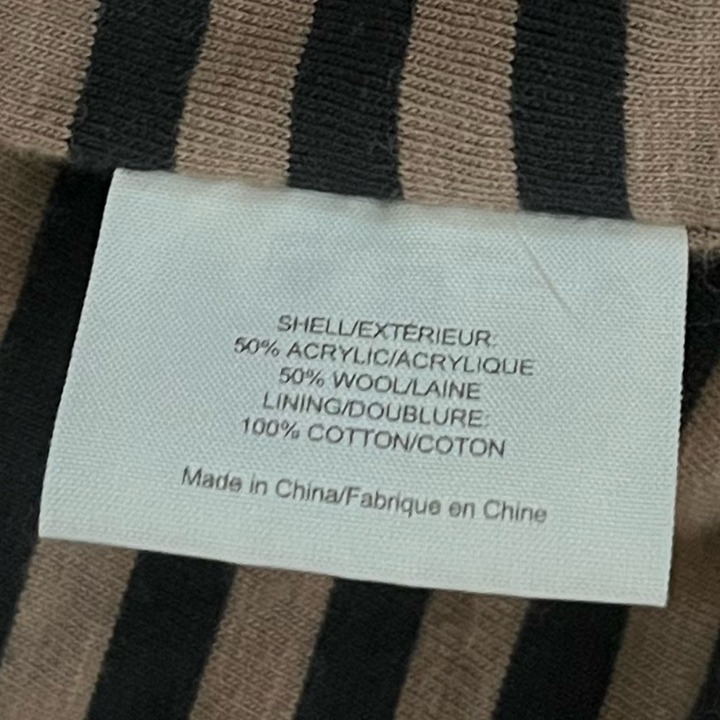 SHELL/EXTÉRIEUR:
50% ACRYLIC/ACRYLIQUE
50% WOOL/LAINE
LINING/DOUBLURE:
100% COTTON/COTON
Made in China/Fabrique en Chine